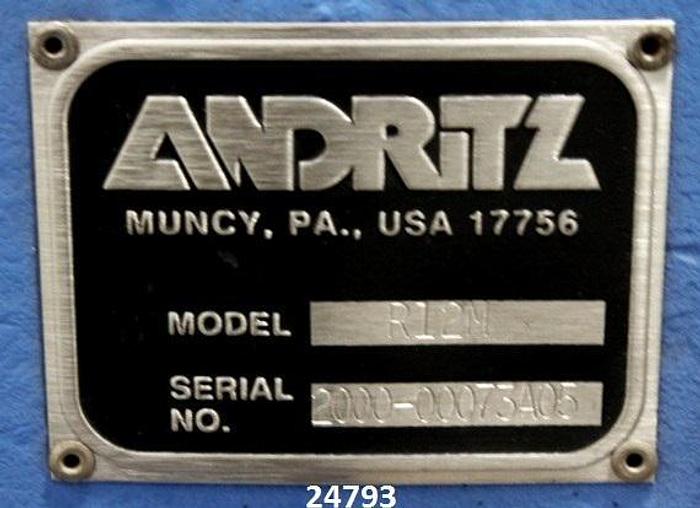 ANDRITZ
MUNCY, PA., USA 17756
MODEL R12M
SERIAL NO. 2000-00073A05
24793